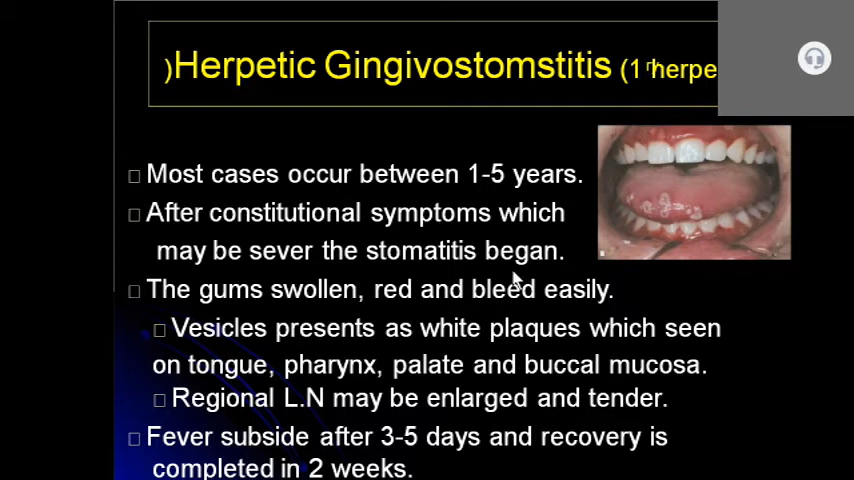 )Herpetic Gingivostomstitis (1ʳʸherpe
Most cases occur between 1-5 years.
After constitutional symptoms which
may be sever the stomatitis began.
The gums swollen, red and bleed easily.
Vesicles presents as white plaques which seen
on tongue, pharynx, palate and buccal mucosa.
Regional L.N may be enlarged and tender.
Fever subside after 3-5 days and recovery is
completed in 2 weeks.